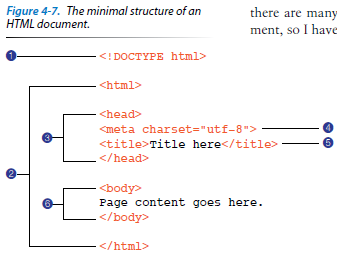 Figure 4-7. The minimal structure of an
HTML document.
there are many
ment, so I have
1 <!DOCTYPE html>
<html>
<head>
<meta charset="utf-8"> 4
3 <title>Title here</title> 5
</head>
2
<body>
6 Page content goes here.
</body>
</html>